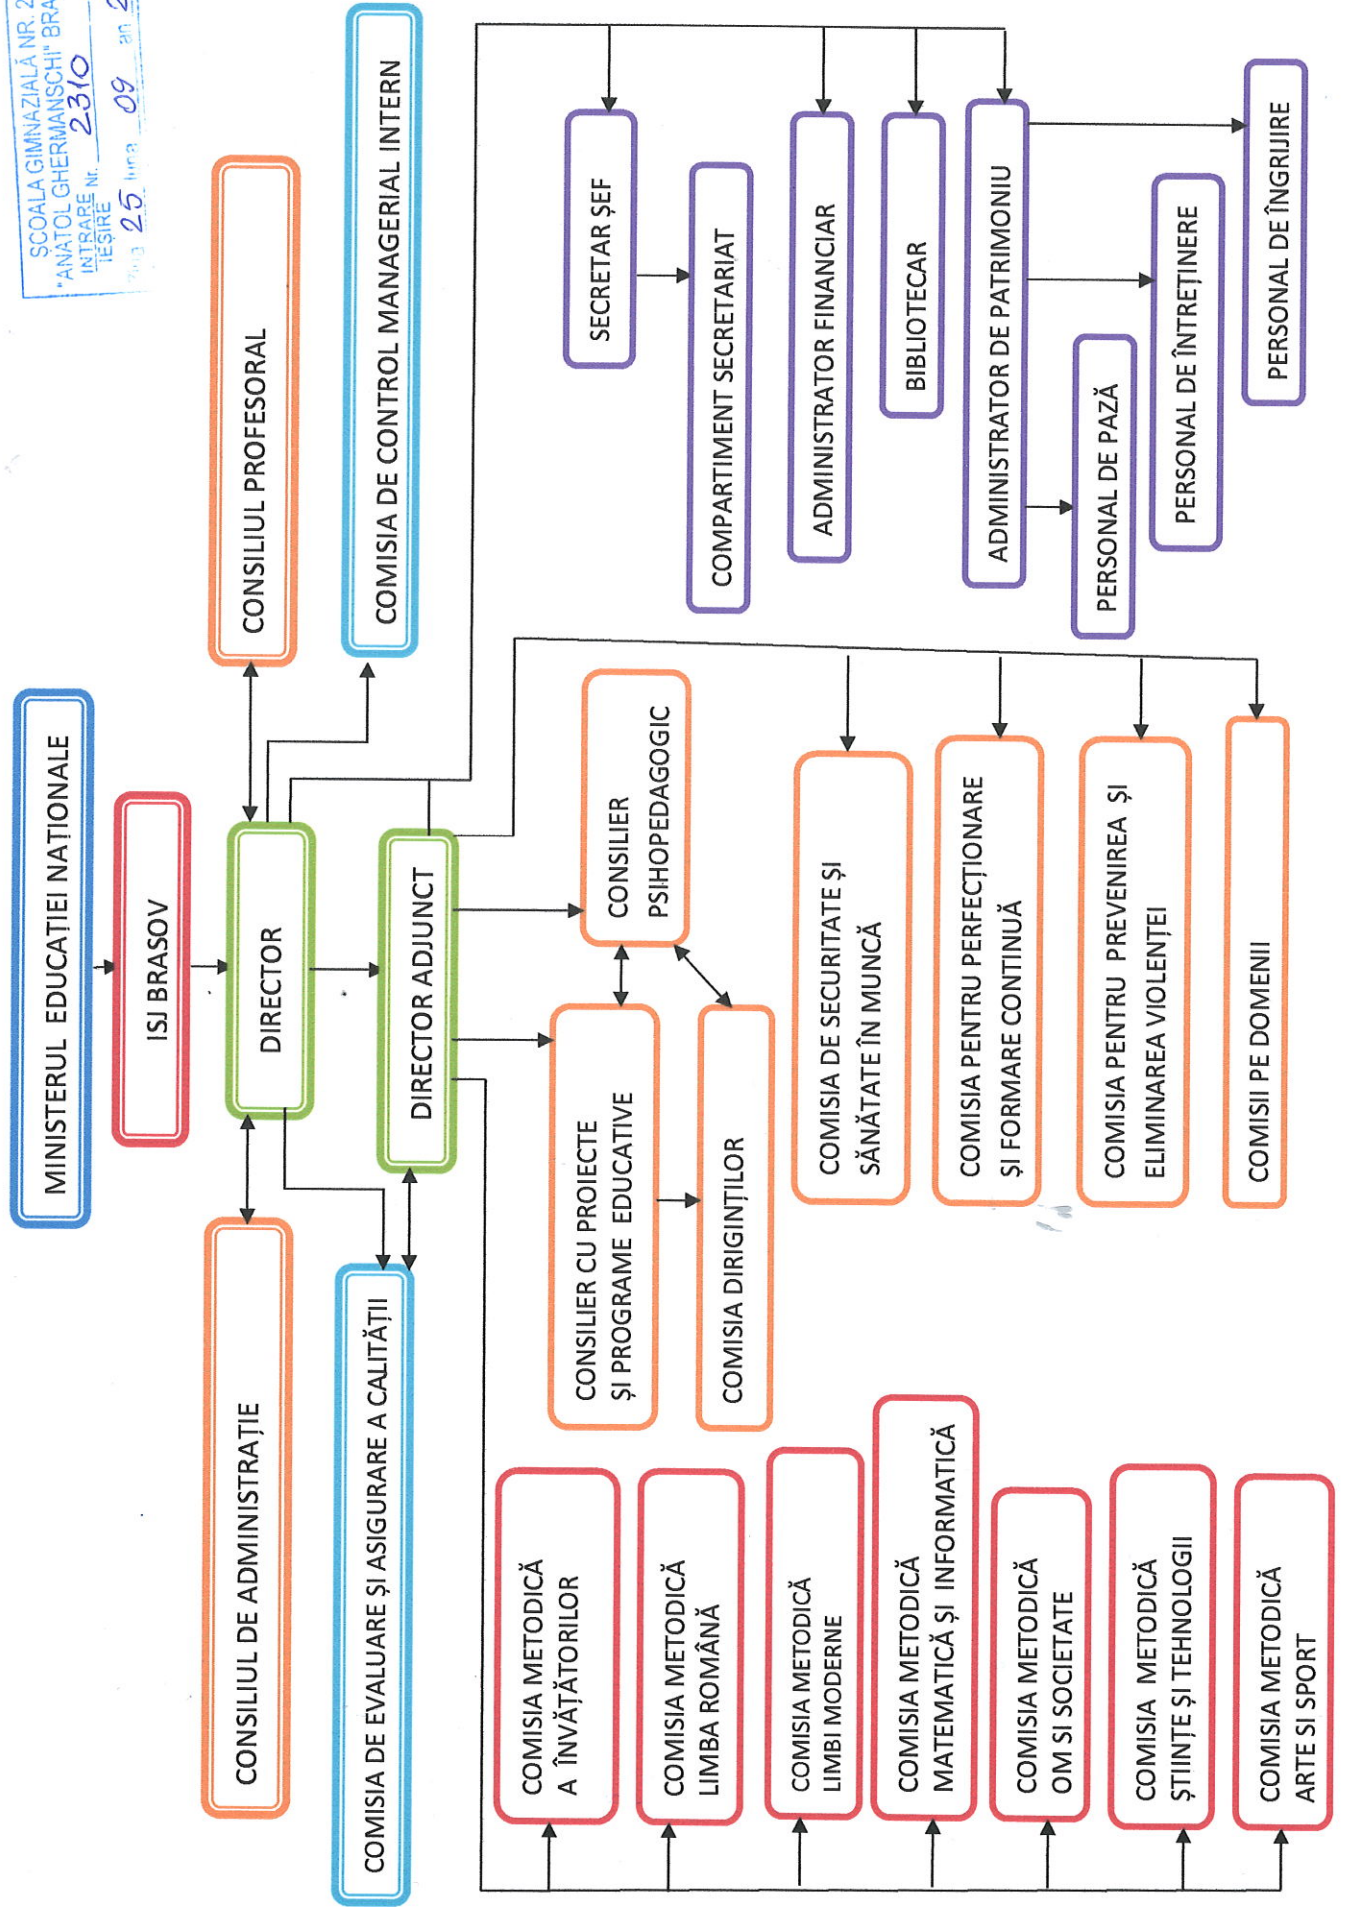 ȘCOALA GIMNAZIALĂ NR. 2
"ANATOL GHERMANSCHI" BRA
INTRARE Nr. 2310
IEȘIRE
25 luna 09 an 2
MINISTERUL EDUCAȚIEI NAȚIONALE
ISJ BRASOV
CONSILIUL DE ADMINISTRAȚIE
DIRECTOR
CONSILIUL PROFESORAL
COMISIA DE EVALUARE ȘI ASIGURARE A CALITĂȚII
DIRECTOR ADJUNCT
COMISIA DE CONTROL MANAGERIAL INTERN
COMISIA METODICĂ
A ÎNVĂȚĂTORILOR
COMISIA METODICĂ
LIMBA ROMÂNĂ
COMISIA METODICĂ
LIMBI MODERNE
COMISIA METODICĂ
MATEMATICĂ ȘI INFORMATICĂ
COMISIA METODICĂ
OM SI SOCIETATE
COMISIA METODICĂ
ȘTIINȚE ȘI TEHNOLOGII
COMISIA METODICĂ
ARTE SI SPORT
CONSILIER CU PROIECTE
ȘI PROGRAME EDUCATIVE
CONSILIER
PSIHOPEDAGOGIC
COMISIA DIRIGINȚILOR
COMISIA DE SECURITATE ȘI
SĂNĂTATE ÎN MUNCĂ
COMISIA PENTRU PERFECȚIONARE
ȘI FORMARE CONTINUĂ
COMISIA PENTRU PREVENIREA ȘI
ELIMINAREA VIOLENȚEI
COMISII PE DOMENII
SECRETAR ȘEF
COMPARTIMENT SECRETARIAT
ADMINISTRATOR FINANCIAR
BIBLIOTECAR
ADMINISTRATOR DE PATRIMONIU
PERSONAL DE PAZĂ
PERSONAL DE ÎNTREȚINERE
PERSONAL DE ÎNGRIJIRE